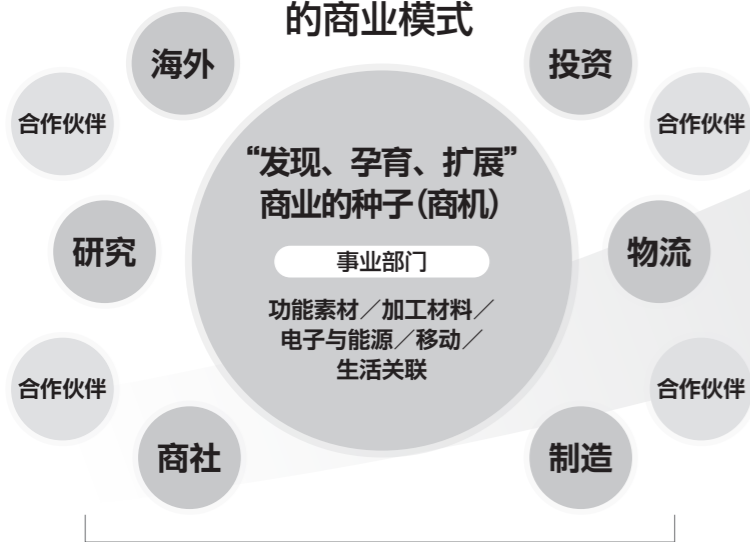 的商业模式
海外
投资
合作伙伴
合作伙伴
“发现、孕育、扩展”
商业的种子(商机)
研究
物流
事业部门
功能素材／加工材料／
电子与能源／移动／
生活关联
合作伙伴
合作伙伴
商社
制造